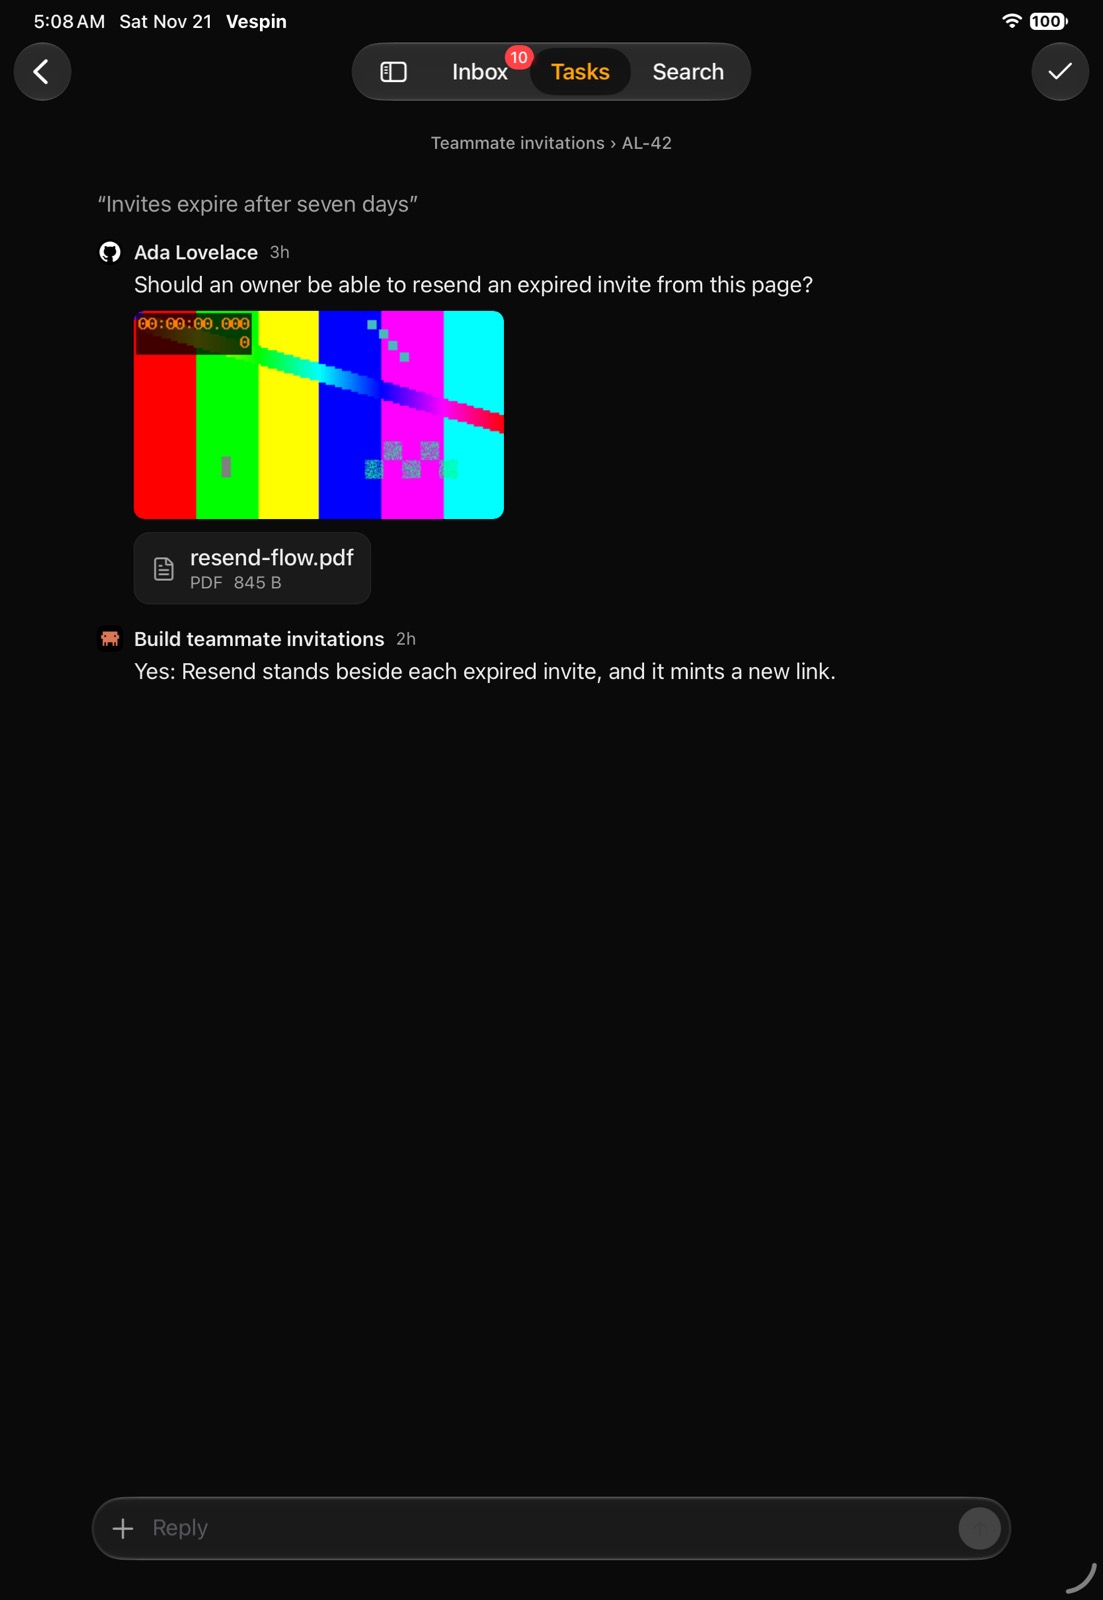 5:08 AM Sat Nov 21 Vespin
100
Inbox 10 Tasks Search
Teammate invitations › AL-42
“Invites expire after seven days”
Ada Lovelace 3h
Should an owner be able to resend an expired invite from this page?
00:00:00.000
0
resend-flow.pdf
PDF 845 B
Build teammate invitations 2h
Yes: Resend stands beside each expired invite, and it mints a new link.
Reply